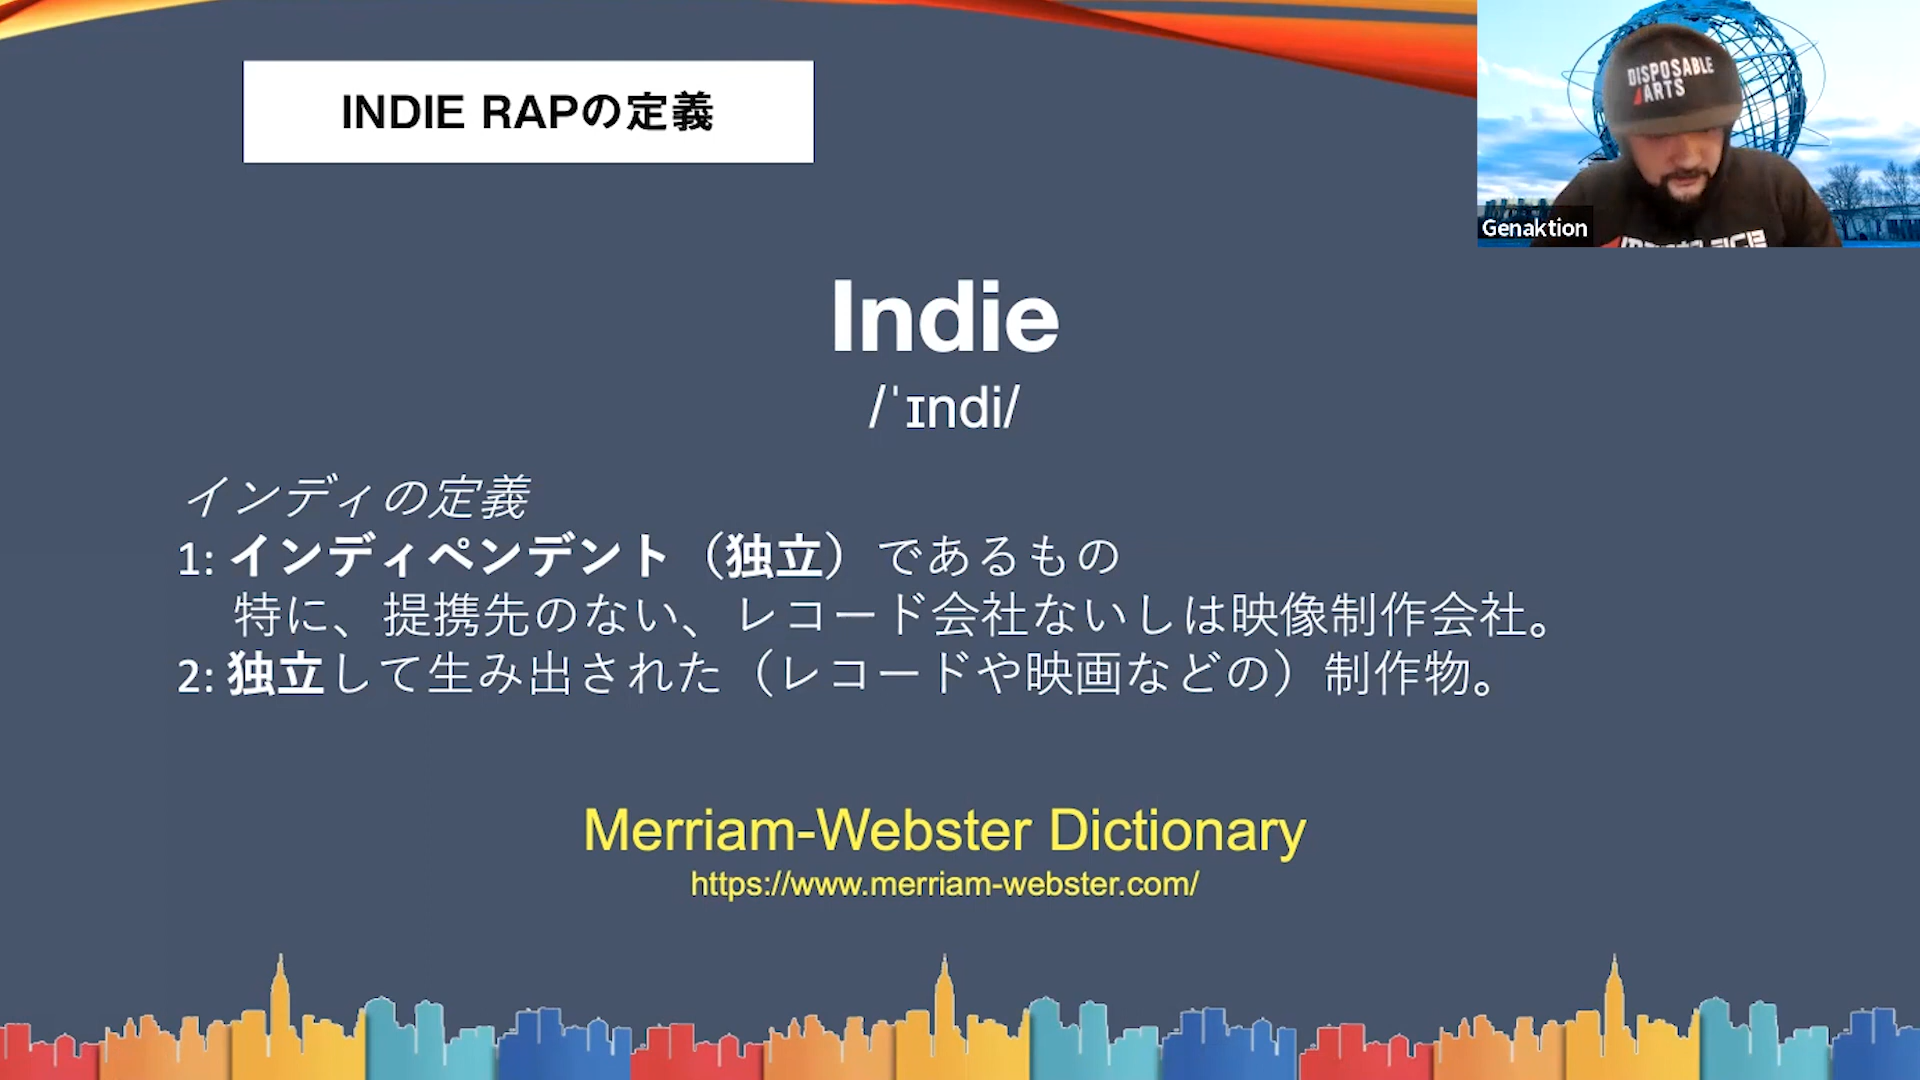 INDIE RAPの定義
DISPOSABLE
ARTS
Genaktion
Indie
/ˈɪndi/
インディの定義
1: インディペンデント（独立）であるもの
特に、提携先のない、レコード会社ないしは映像制作会社。
2: 独立して生み出された（レコードや映画などの）制作物。
Merriam-Webster Dictionary
https://www.merriam-webster.com/